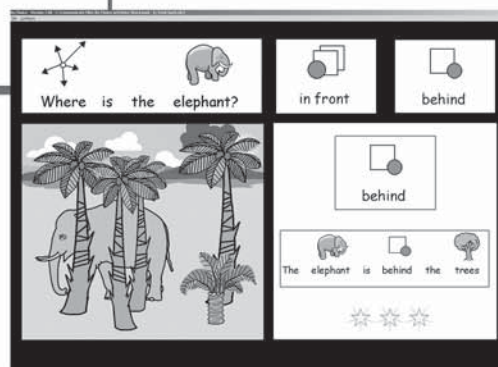 Where is the elephant?
in front
behind
behind
The elephant is behind the trees